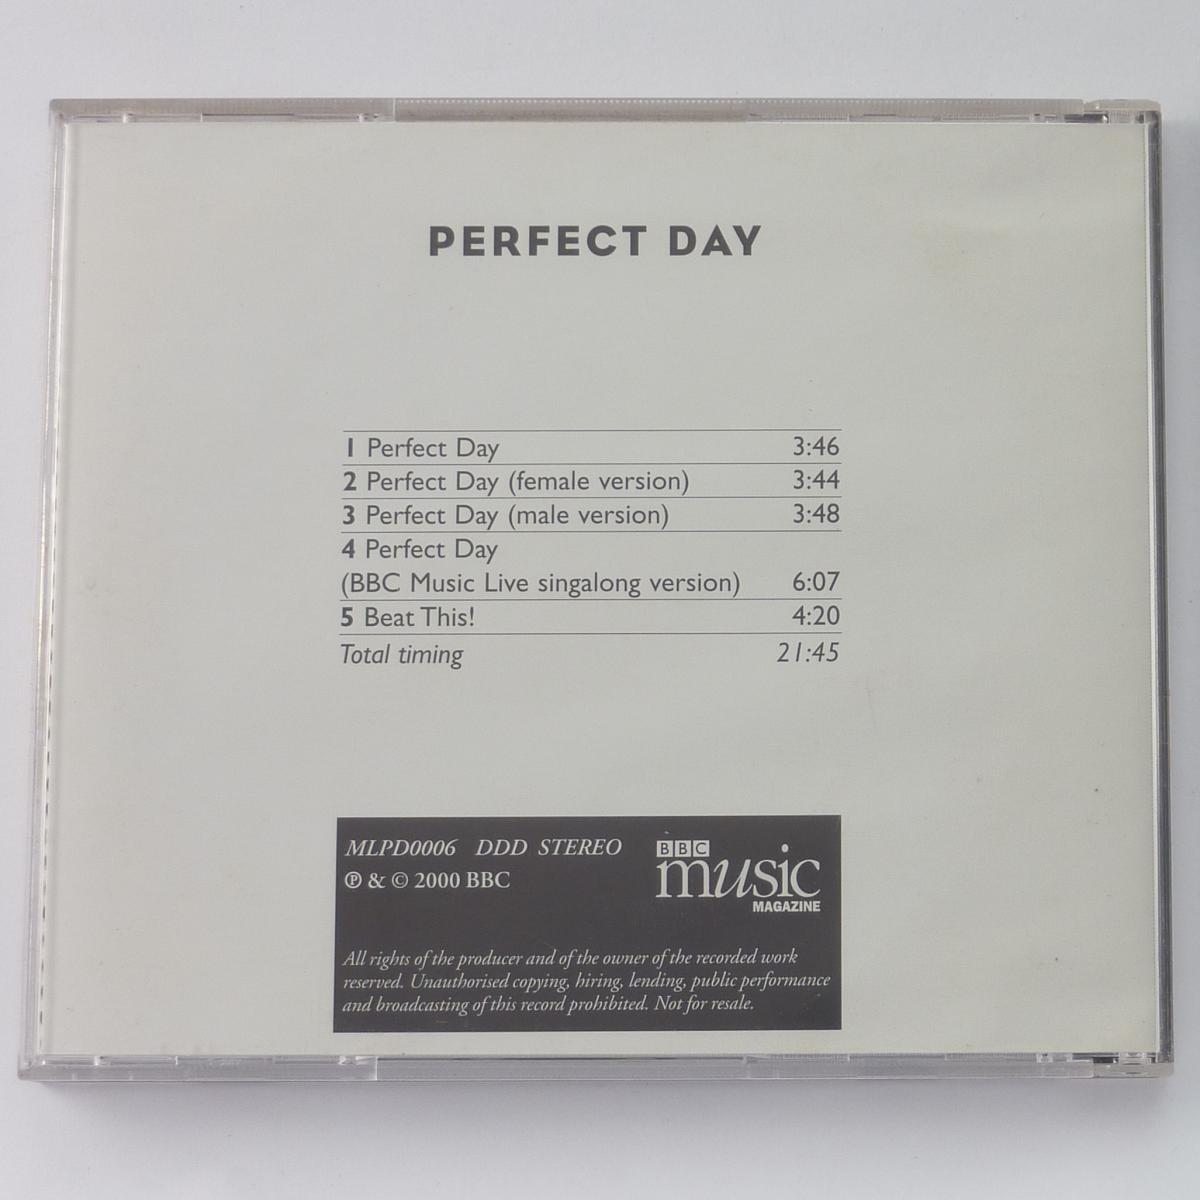 PERFECT DAY
1 Perfect Day 3:46
2 Perfect Day (female version) 3:44
3 Perfect Day (male version) 3:48
4 Perfect Day
(BBC Music Live singalong version) 6:07
5 Beat This! 4:20
Total timing 21:45
MLPD0006 DDD STEREO
℗ & © 2000 BBC
BBC
music
MAGAZINE
All rights of the producer and of the owner of the recorded work
reserved. Unauthorised copying, hiring, lending, public performance
and broadcasting of this record prohibited. Not for resale.